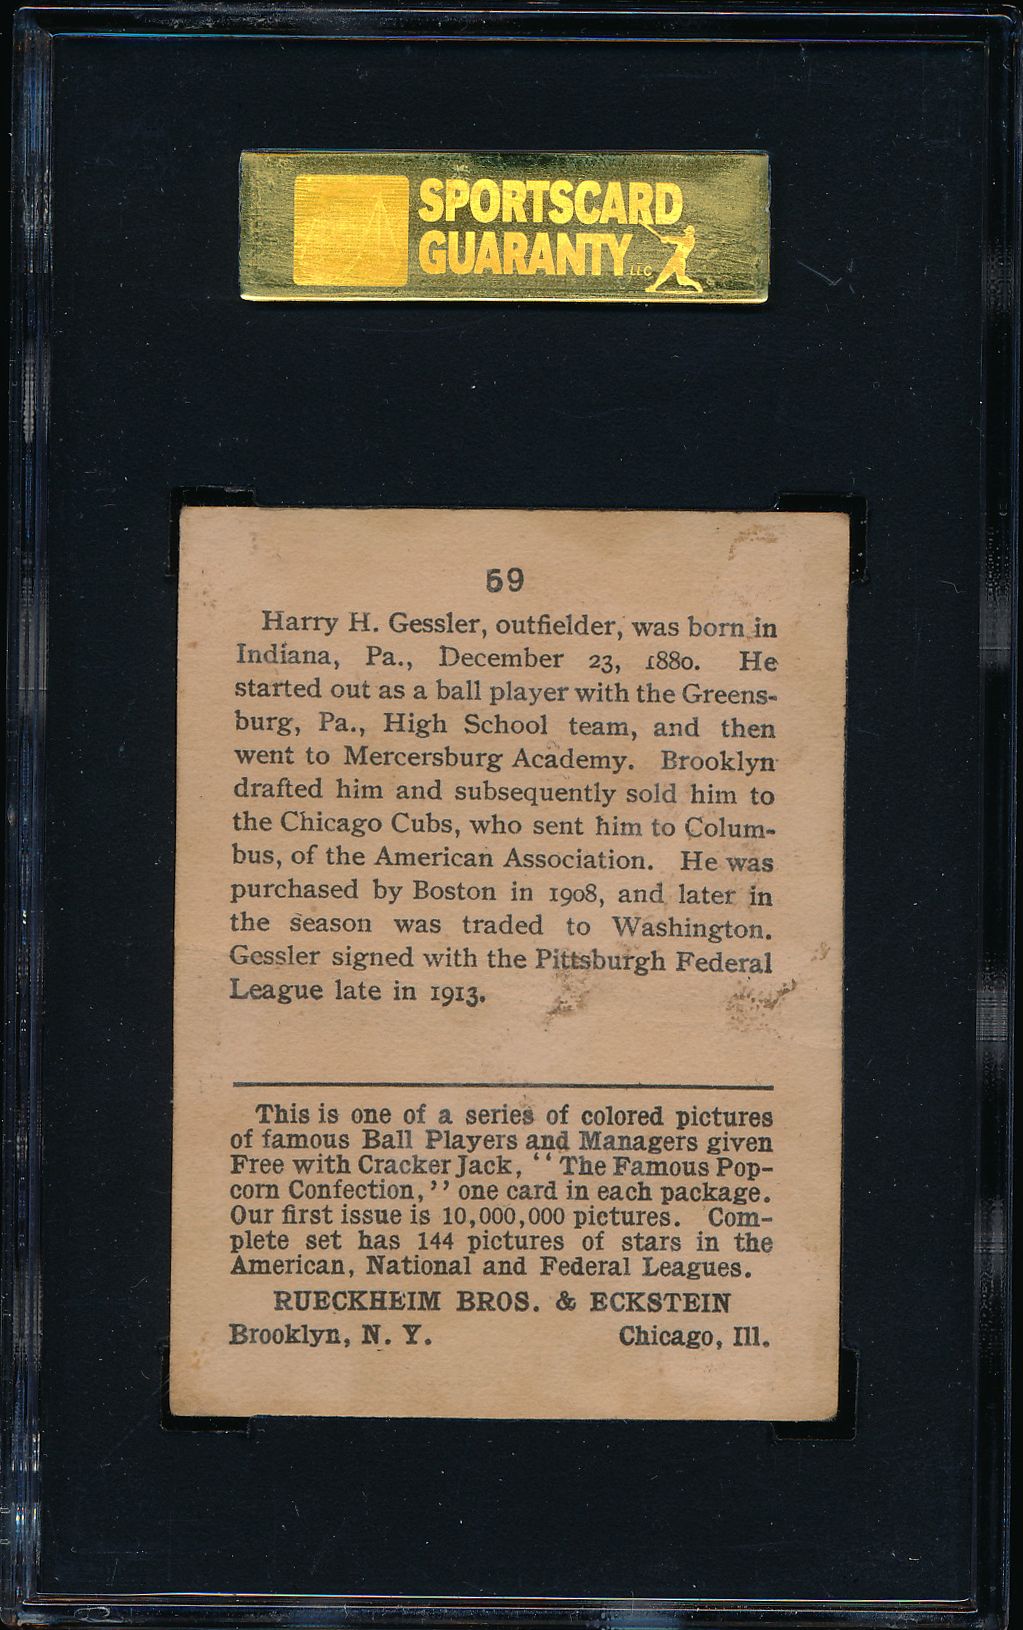 SPORTSCARD
GUARANTY LLC
59
Harry H. Gessler, outfielder, was born in
Indiana, Pa., December 23, 1880. He
started out as a ball player with the Greens-
burg, Pa., High School team, and then
went to Mercersburg Academy. Brooklyn
drafted him and subsequently sold him to
the Chicago Cubs, who sent him to Colum-
bus, of the American Association. He was
purchased by Boston in 1908, and later in
the season was traded to Washington.
Gessler signed with the Pittsburgh Federal
League late in 1913.
This is one of a series of colored pictures
of famous Ball Players and Managers given
Free with Cracker Jack, ‘‘The Famous Pop-
corn Confection,’’ one card in each package.
Our first issue is 10,000,000 pictures. Com-
plete set has 144 pictures of stars in the
American, National and Federal Leagues.
RUECKHEIM BROS. & ECKSTEIN
Brooklyn, N. Y. Chicago, Ill.